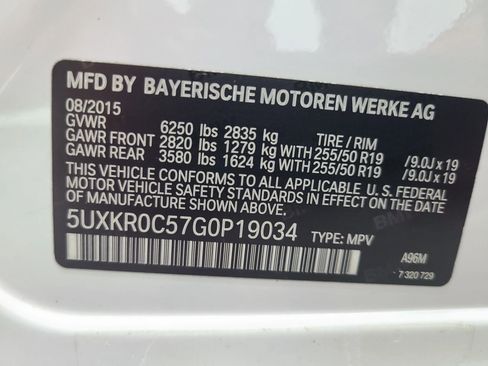 MFD BY BAYERISCHE MOTOREN WERKE AG
08/2015
GVWR 6250 lbs 2835 kg TIRE / RIM
GAWR FRONT 2820 lbs 1279 kg WITH 255/50 R19 /9.0J x 19
GAWR REAR 3580 lbs 1624 kg WITH 255/50 R19 /9.0J x 19
THIS VEHICLE CONFORMS TO ALL APPLICABLE U.S. FEDERAL
MOTOR VEHICLE SAFETY STANDARDS IN EFFECT ON THE DATE
OF MANUFACTURE SHOWN ABOVE.
5UXKR0C57G0P19034 TYPE: MPV
A96M
7 320 729